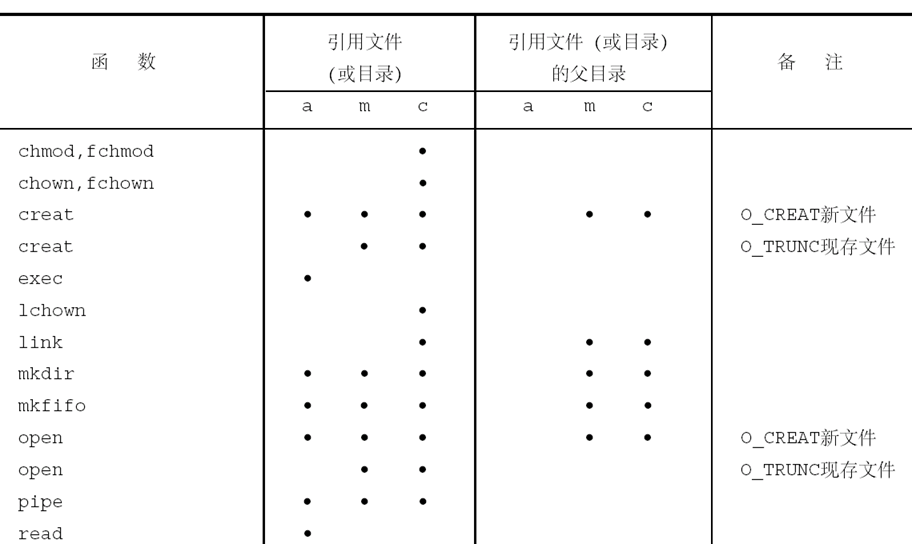 函 数 引用文件 引用文件 (或目录) 备 注
(或目录) 的父目录
a m c a m c
chmod,fchmod •
chown,fchown •
creat • • • • • O_CREAT新文件
creat • • O_TRUNC现存文件
exec •
lchown •
link • • •
mkdir • • • • •
mkfifo • • • • •
open • • • • • O_CREAT新文件
open • • O_TRUNC现存文件
pipe • • •
read •